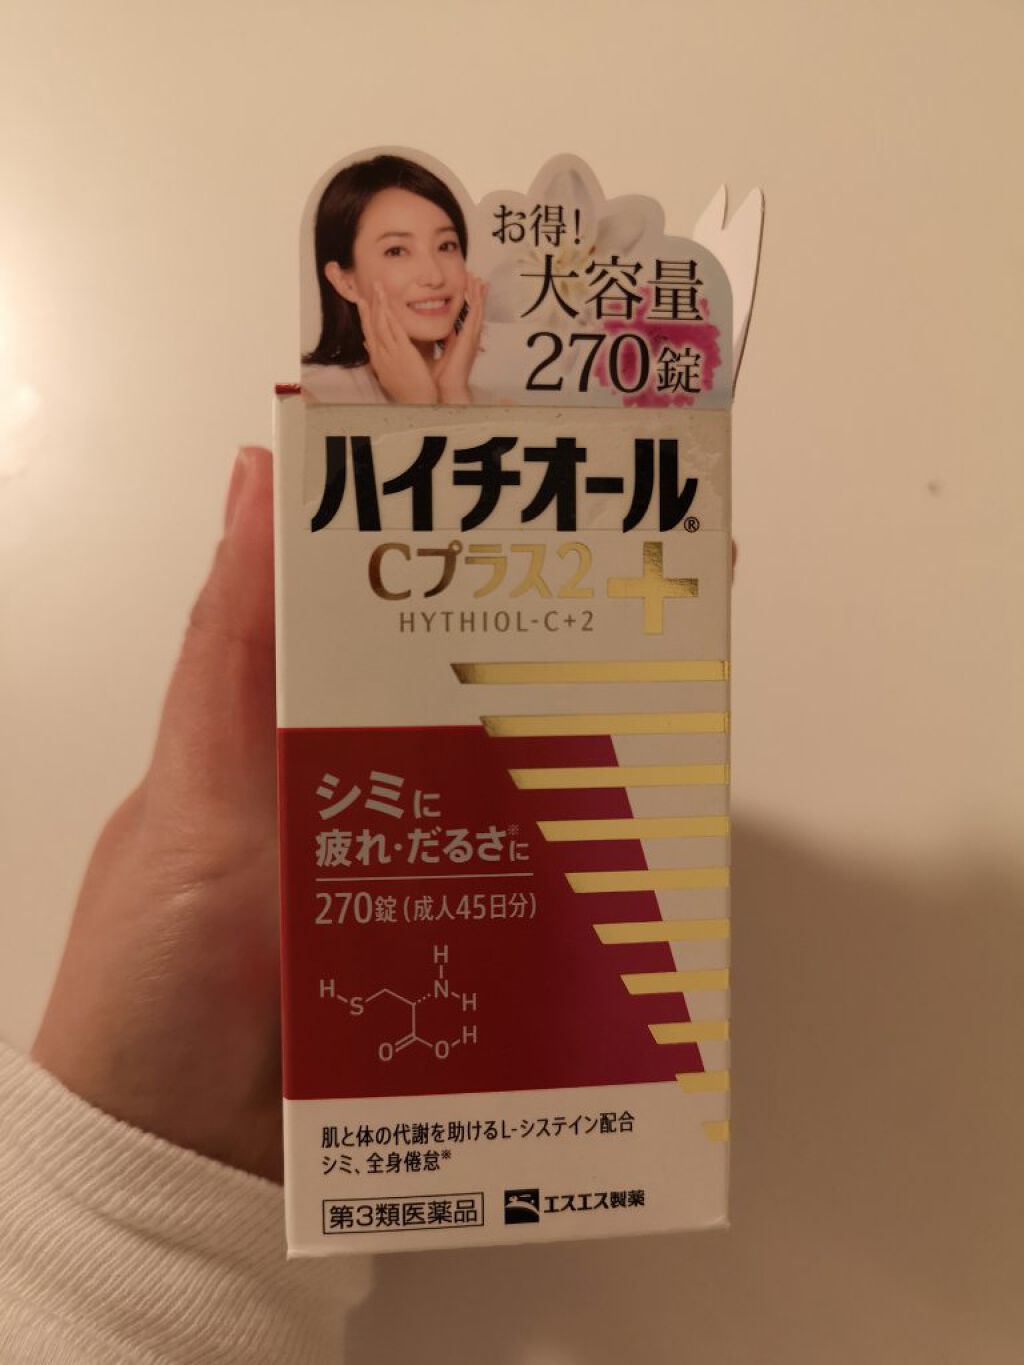 お得!
大容量
270錠
ハイチオール®
Cプラス2
HYTHIOL-C+2
シミに
疲れ・だるさ※に
270錠(成人45日分)
H
H S N H
H
O O
肌と体の代謝を助けるL-システイン配合
シミ、全身倦怠※
第3類医薬品 エスエス製薬